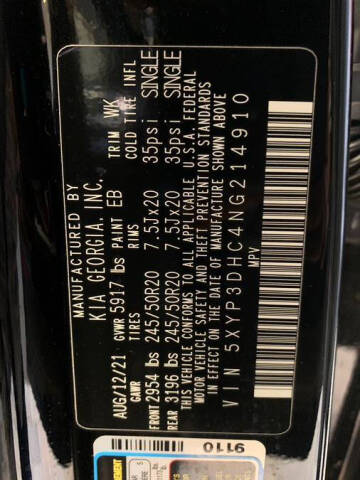 MANUFACTURED BY
KIA GEORGIA, INC.
AUG/12/21 PAINT EB TRIM WK
GVWR 5917 lbs
GAWR TIRES RIMS COLD TIRE INFL
FRONT 2954 lbs 245/50R20 7.5Jx20 35psi SINGLE
REAR 3196 lbs 245/50R20 7.5Jx20 35psi SINGLE
THIS VEHICLE CONFORMS TO ALL APPLICABLE U.S.A. FEDERAL
MOTOR VEHICLE SAFETY AND THEFT PREVENTION STANDARDS
IN EFFECT ON THE DATE OF MANUFACTURE SHOWN ABOVE
VIN 5XYP3DHC4NG214910
MPV
9110